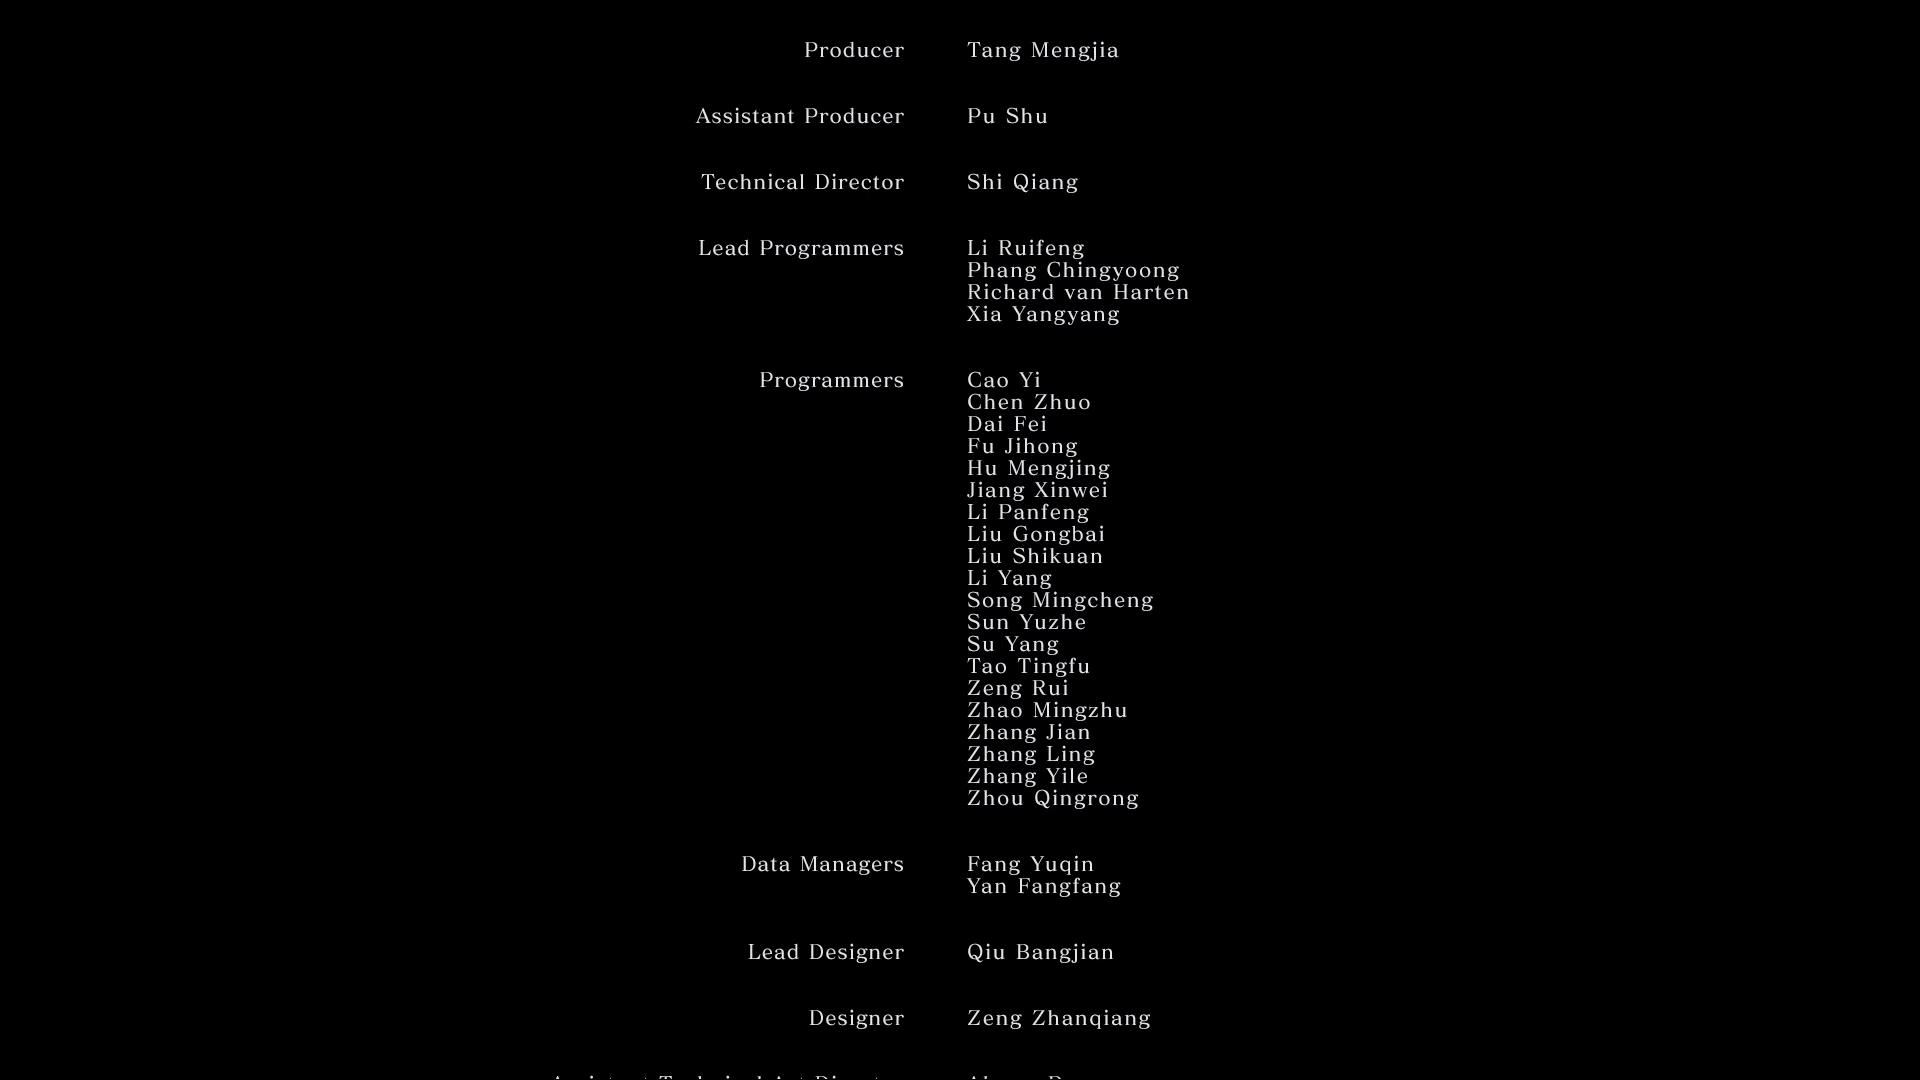 Producer Tang Mengjia
Assistant Producer Pu Shu
Technical Director Shi Qiang
Lead Programmers Li Ruifeng
Phang Chingyoong
Richard van Harten
Xia Yangyang
Programmers Cao Yi
Chen Zhuo
Dai Fei
Fu Jihong
Hu Mengjing
Jiang Xinwei
Li Panfeng
Liu Gongbai
Liu Shikuan
Li Yang
Song Mingcheng
Sun Yuzhe
Su Yang
Tao Tingfu
Zeng Rui
Zhao Mingzhu
Zhang Jian
Zhang Ling
Zhang Yile
Zhou Qingrong
Data Managers Fang Yuqin
Yan Fangfang
Lead Designer Qiu Bangjian
Designer Zeng Zhanqiang
Assistant Technical Art Director